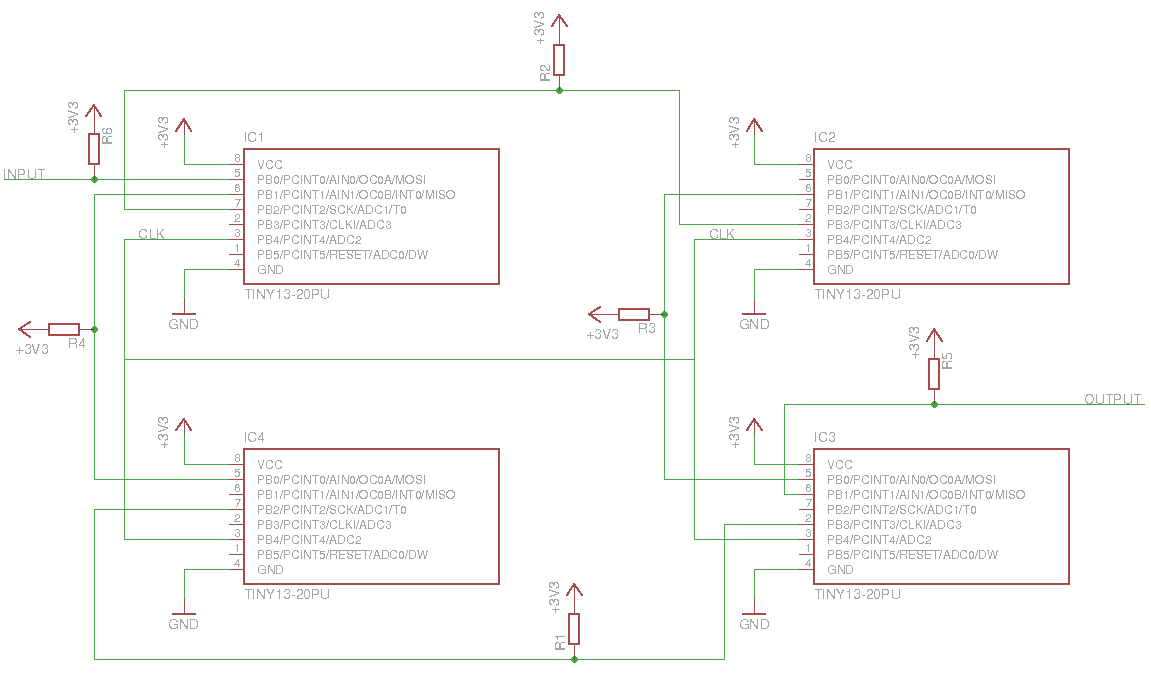 +3V3
R2
+3V3
R6
+3V3
INPUT
IC1
8 VCC
5 PB0/PCINT0/AIN0/OC0A/MOSI
6 PB1/PCINT1/AIN1/OC0B/INT0/MISO
7 PB2/PCINT2/SCK/ADC1/T0
2 PB3/PCINT3/CLKI/ADC3
3 PB4/PCINT4/ADC2
1 PB5/PCINT5/RESET/ADC0/DW
4 GND
TINY13-20PU
CLK
GND
+3V3
IC2
8 VCC
5 PB0/PCINT0/AIN0/OC0A/MOSI
6 PB1/PCINT1/AIN1/OC0B/INT0/MISO
7 PB2/PCINT2/SCK/ADC1/T0
2 PB3/PCINT3/CLKI/ADC3
3 PB4/PCINT4/ADC2
1 PB5/PCINT5/RESET/ADC0/DW
4 GND
TINY13-20PU
CLK
GND
+3V3
R4
+3V3
R3
+3V3
R5
OUTPUT
+3V3
IC4
8 VCC
5 PB0/PCINT0/AIN0/OC0A/MOSI
6 PB1/PCINT1/AIN1/OC0B/INT0/MISO
7 PB2/PCINT2/SCK/ADC1/T0
2 PB3/PCINT3/CLKI/ADC3
3 PB4/PCINT4/ADC2
1 PB5/PCINT5/RESET/ADC0/DW
4 GND
TINY13-20PU
GND
+3V3
IC3
8 VCC
5 PB0/PCINT0/AIN0/OC0A/MOSI
6 PB1/PCINT1/AIN1/OC0B/INT0/MISO
7 PB2/PCINT2/SCK/ADC1/T0
2 PB3/PCINT3/CLKI/ADC3
3 PB4/PCINT4/ADC2
1 PB5/PCINT5/RESET/ADC0/DW
4 GND
TINY13-20PU
GND
+3V3
R1